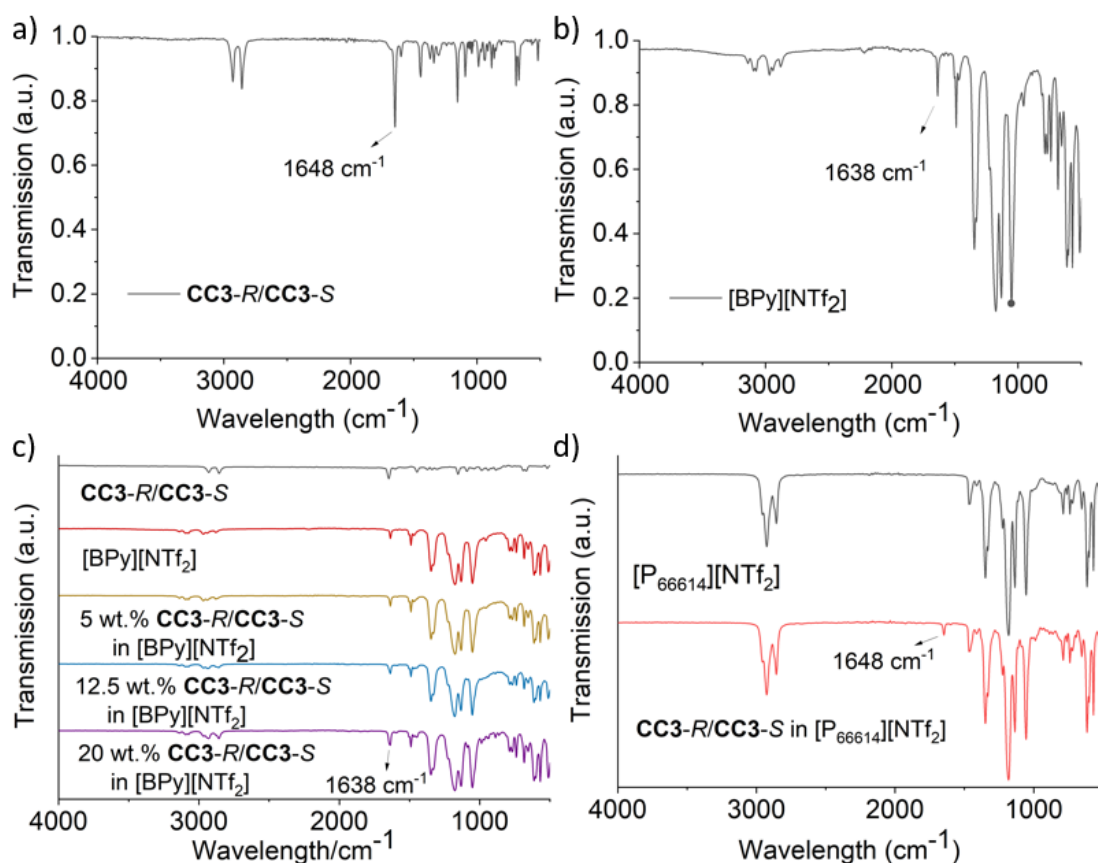 a)
Transmission (a.u.)
1.0
0.8
0.6
0.4
0.2
0.0
1648 cm⁻¹
CC3-R/CC3-S
4000 3000 2000 1000
Wavelength (cm⁻¹)
b)
Transmission (a.u.)
1.0
0.8
0.6
0.4
0.2
0.0
1638 cm⁻¹
[BPy][NTf₂]
4000 3000 2000 1000
Wavelength (cm⁻¹)
c)
Transmission (a.u.)
CC3-R/CC3-S
[BPy][NTf₂]
5 wt.% CC3-R/CC3-S
in [BPy][NTf₂]
12.5 wt.% CC3-R/CC3-S
in [BPy][NTf₂]
20 wt.% CC3-R/CC3-S
in [BPy][NTf₂]
1638 cm⁻¹
4000 3000 2000 1000
Wavelength/cm⁻¹
d)
Transmission (a.u.)
[P₆₆₆₁₄][NTf₂]
1648 cm⁻¹
CC3-R/CC3-S in [P₆₆₆₁₄][NTf₂]
4000 3000 2000 1000
Wavelength (cm⁻¹)